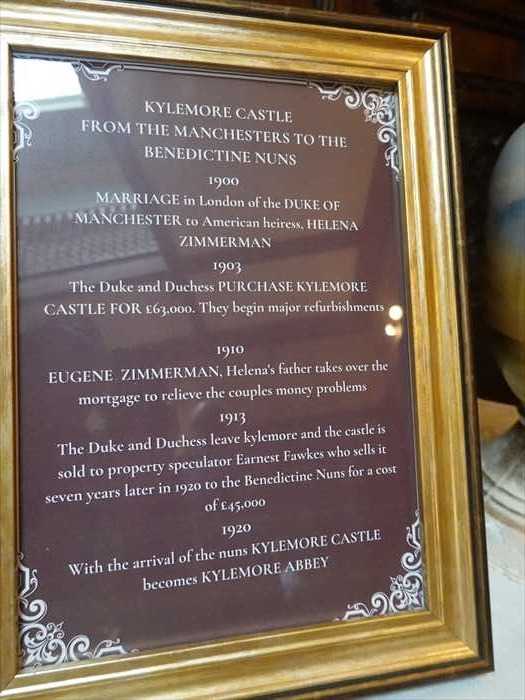 KYLEMORE CASTLE
FROM THE MANCHESTERS TO THE
BENEDICTINE NUNS
1900
MARRIAGE in London of the DUKE OF
MANCHESTER to American heiress, HELENA
ZIMMERMAN
1903
The Duke and Duchess PURCHASE KYLEMORE
CASTLE FOR £63,000. They begin major refurbishments
1910
EUGENE ZIMMERMAN, Helena's father takes over the
mortgage to relieve the couples money problems
1913
The Duke and Duchess leave kylemore and the castle is
sold to property speculator Earnest Fawkes who sells it
seven years later in 1920 to the Benedictine Nuns for a cost
of £45,000
1920
With the arrival of the nuns KYLEMORE CASTLE
becomes KYLEMORE ABBEY